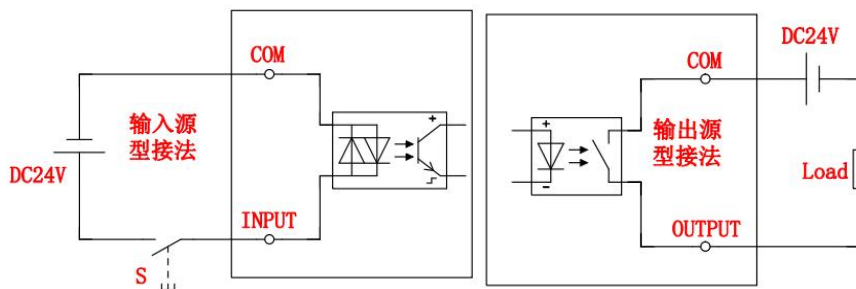 COM
输入源
型接法
DC24V
INPUT
S
+
DC24V
COM
+
-
输出源
型接法
Load
OUTPUT